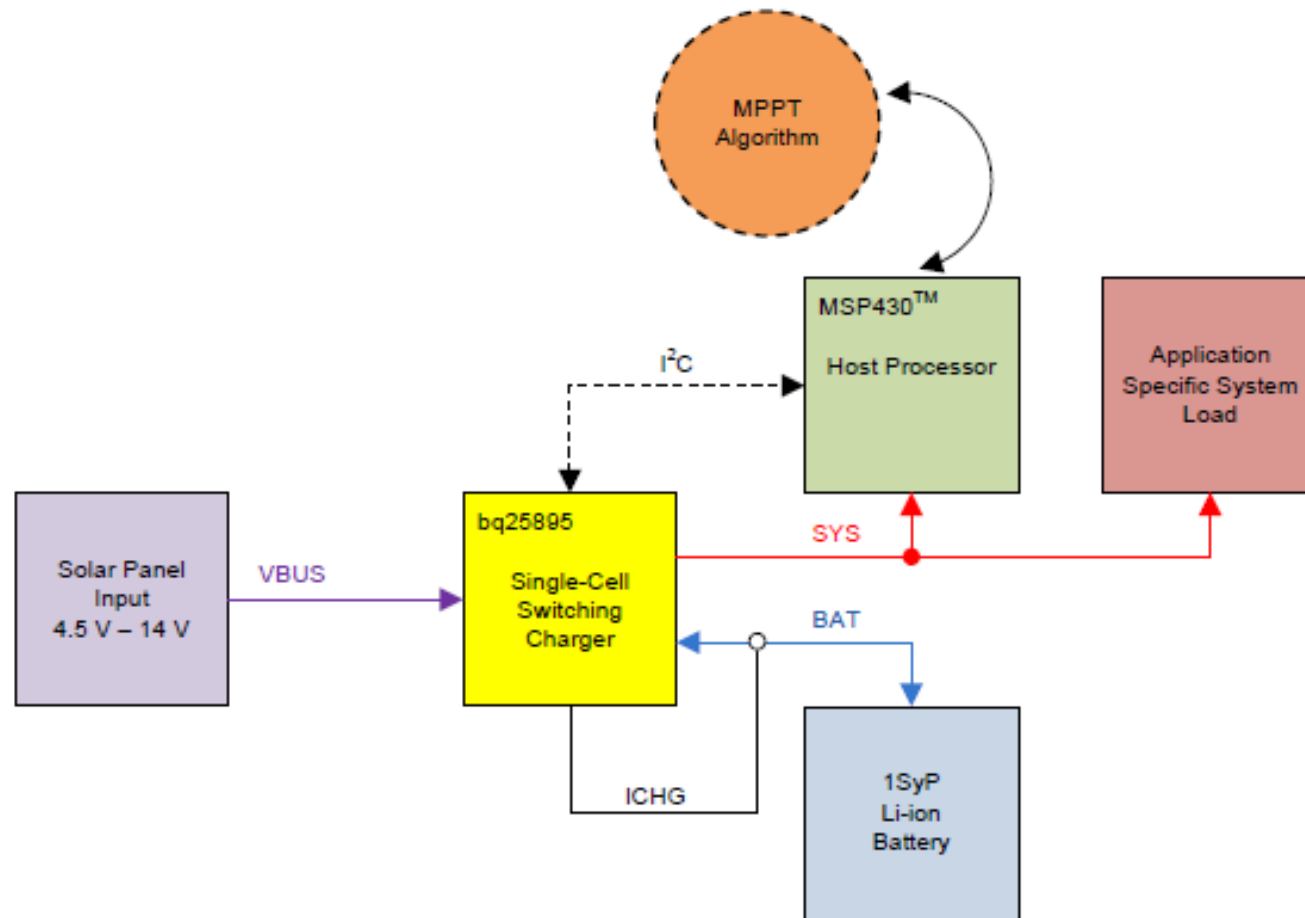 MPPT
Algorithm
MSP430™
Host Processor
Application
Specific System
Load
I²C
Solar Panel
Input
4.5 V – 14 V
VBUS
bq25895
Single-Cell
Switching
Charger
SYS
BAT
ICHG
1SyP
Li-ion
Battery